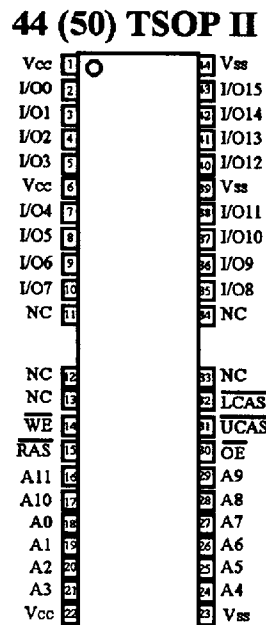 44 (50) TSOP II
Vcc 1 44 Vss
I/O0 2 43 I/O15
I/O1 3 42 I/O14
I/O2 4 41 I/O13
I/O3 5 40 I/O12
Vcc 6 39 Vss
I/O4 7 38 I/O11
I/O5 8 37 I/O10
I/O6 9 36 I/O9
I/O7 10 35 I/O8
NC 11 34 NC
NC 12 33 NC
NC 13 32 LCAS
WE 14 31 UCAS
RAS 15 30 OE
A11 16 29 A9
A10 17 28 A8
A0 18 27 A7
A1 19 26 A6
A2 20 25 A5
A3 21 24 A4
Vcc 22 23 Vss